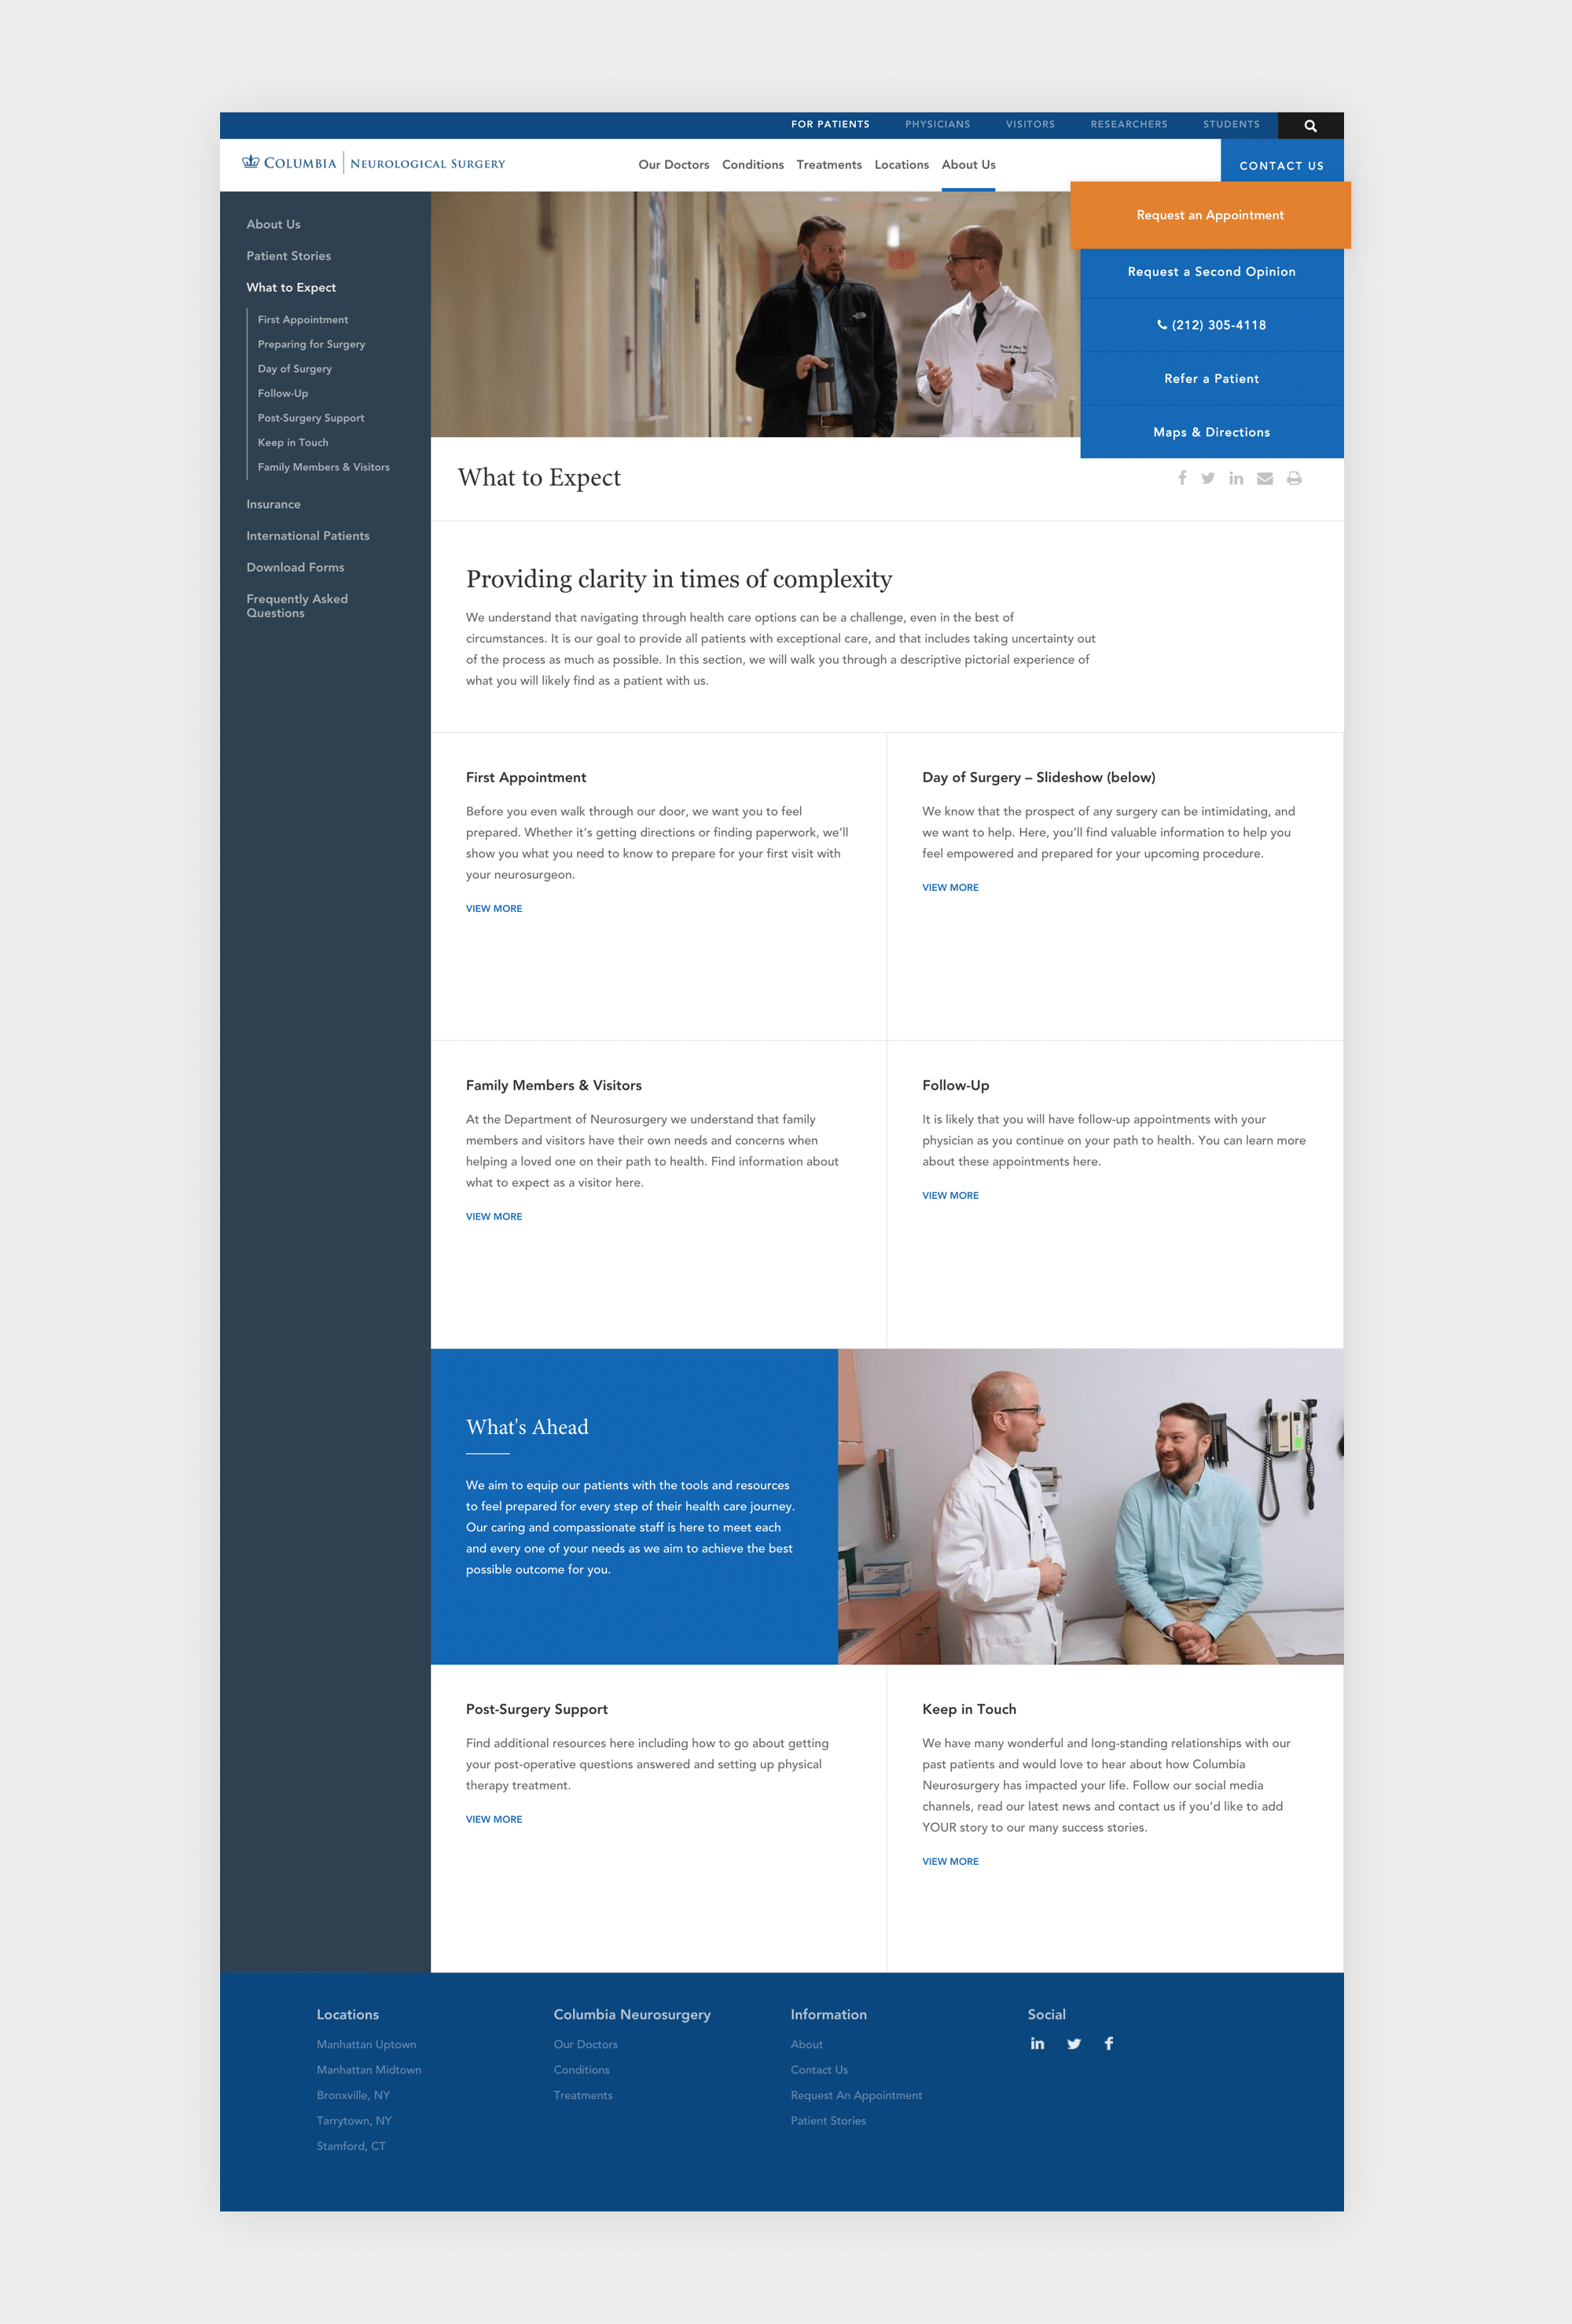 FOR PATIENTS PHYSICIANS VISITORS RESEARCHERS STUDENTS
COLUMBIA NEUROLOGICAL SURGERY
Our Doctors Conditions Treatments Locations About Us
CONTACT US
Request an Appointment
Request a Second Opinion
(212) 305-4118
Refer a Patient
Maps & Directions
About Us
Patient Stories
What to Expect
First Appointment
Preparing for Surgery
Day of Surgery
Follow-Up
Post-Surgery Support
Keep in Touch
Family Members & Visitors
Insurance
International Patients
Download Forms
Frequently Asked
Questions
What to Expect
Providing clarity in times of complexity
We understand that navigating through health care options can be a challenge, even in the best of
circumstances. It is our goal to provide all patients with exceptional care, and that includes taking uncertainty out
of the process as much as possible. In this section, we will walk you through a descriptive pictorial experience of
what you will likely find as a patient with us.
First Appointment
Before you even walk through our door, we want you to feel
prepared. Whether it's getting directions or finding paperwork, we'll
show you what you need to know to prepare for your first visit with
your neurosurgeon.
VIEW MORE
Day of Surgery – Slideshow (below)
We know that the prospect of any surgery can be intimidating, and
we want to help. Here, you'll find valuable information to help you
feel empowered and prepared for your upcoming procedure.
VIEW MORE
Family Members & Visitors
At the Department of Neurosurgery we understand that family
members and visitors have their own needs and concerns when
helping a loved one on their path to health. Find information about
what to expect as a visitor here.
VIEW MORE
Follow-Up
It is likely that you will have follow-up appointments with your
physician as you continue on your path to health. You can learn more
about these appointments here.
VIEW MORE
What's Ahead
We aim to equip our patients with the tools and resources
to feel prepared for every step of their health care journey.
Our caring and compassionate staff is here to meet each
and every one of your needs as we aim to achieve the best
possible outcome for you.
Post-Surgery Support
Find additional resources here including how to go about getting
your post-operative questions answered and setting up physical
therapy treatment.
VIEW MORE
Keep in Touch
We have many wonderful and long-standing relationships with our
past patients and would love to hear about how Columbia
Neurosurgery has impacted your life. Follow our social media
channels, read our latest news and contact us if you'd like to add
YOUR story to our many success stories.
VIEW MORE
Locations
Manhattan Uptown
Manhattan Midtown
Bronxville, NY
Tarrytown, NY
Stamford, CT
Columbia Neurosurgery
Our Doctors
Conditions
Treatments
Information
About
Contact Us
Request An Appointment
Patient Stories
Social